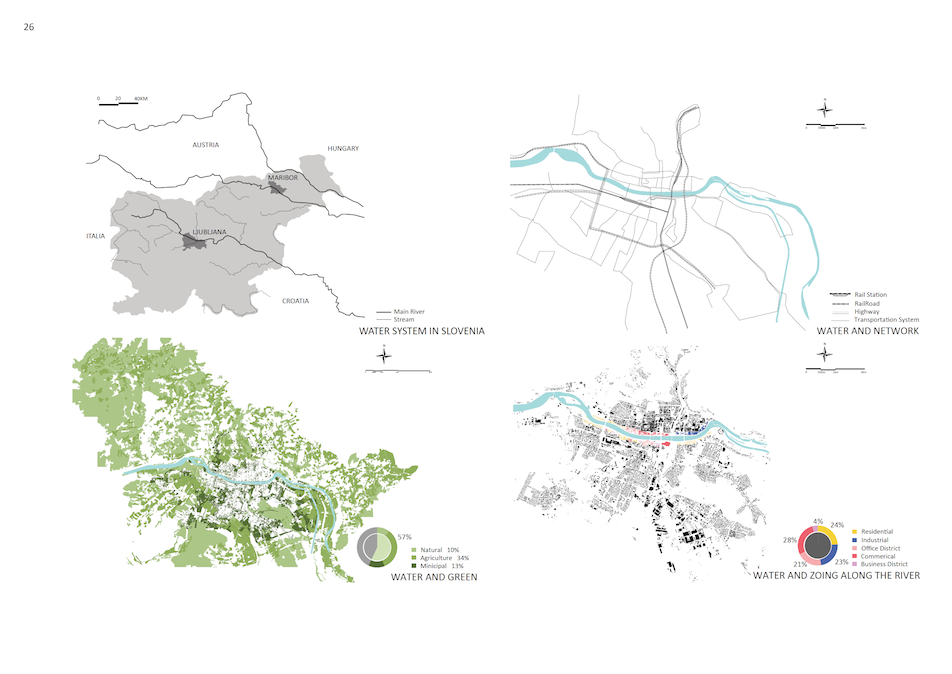 26
0 20 40KM
AUSTRIA
HUNGARY
MARIBOR
LJUBLJANA
ITALIA
CROATIA
Main River
Stream
WATER SYSTEM IN SLOVENIA
N
Rail Station
RailRoad
Highway
Transportation System
WATER AND NETWORK
N
57%
Natural 10%
Agriculture 34%
Minicipal 13%
WATER AND GREEN
N
4%
24%
28%
21%
23%
Residential
Industrial
Office District
Commerical
Business District
WATER AND ZOING ALONG THE RIVER